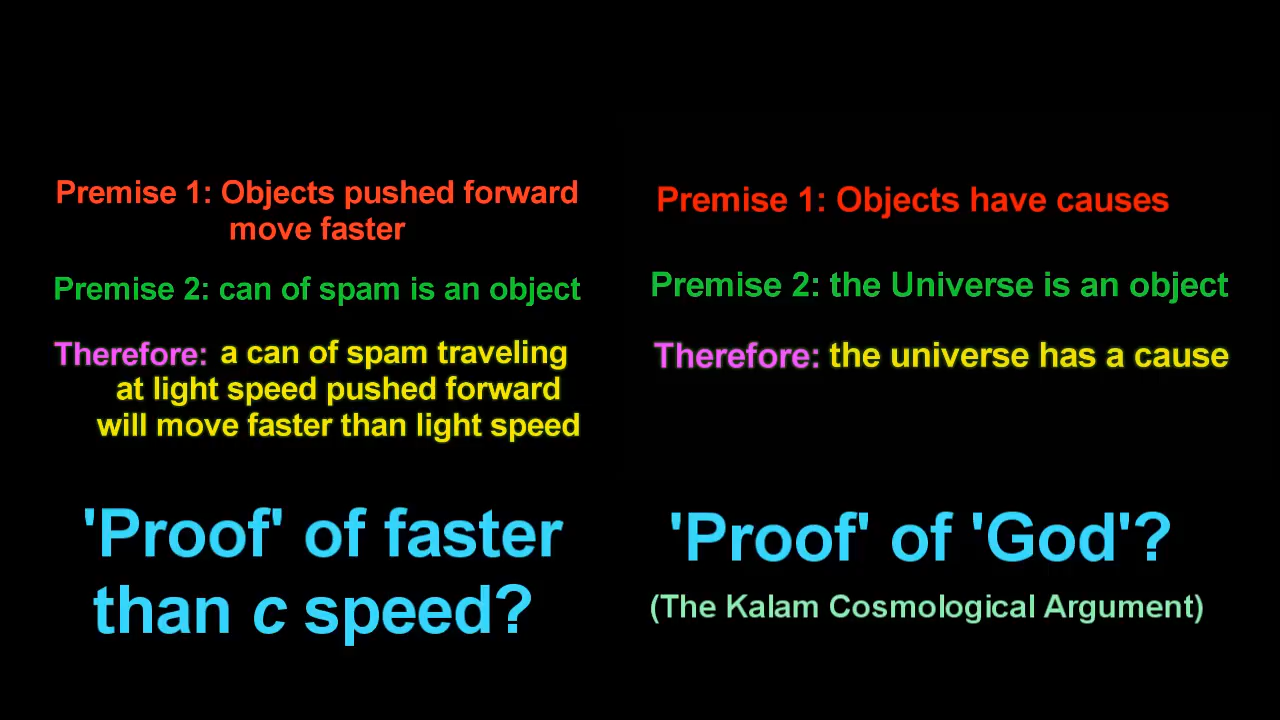 Premise 1: Objects pushed forward
move faster
Premise 2: can of spam is an object
Therefore: a can of spam traveling
at light speed pushed forward
will move faster than light speed
'Proof' of faster
than c speed?
Premise 1: Objects have causes
Premise 2: the Universe is an object
Therefore: the universe has a cause
'Proof' of 'God'?
(The Kalam Cosmological Argument)